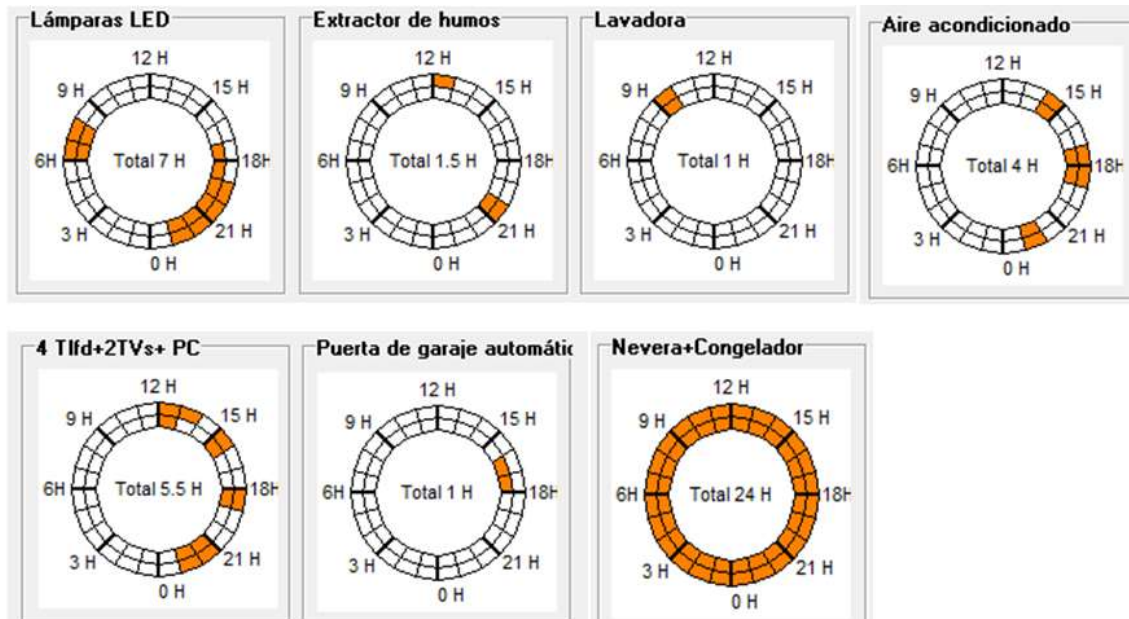 Lámparas LED
12 H
9 H
15 H
6H
Total 7 H
18H
3 H
21 H
0 H
Extractor de humos
12 H
9 H
15 H
6H
Total 1.5 H
18H
3 H
21 H
0 H
Lavadora
12 H
9 H
15 H
6H
Total 1 H
18H
3 H
21 H
0 H
Aire acondicionado
12 H
9 H
15 H
6H
Total 4 H
18H
3 H
21 H
0 H
4 Tlfd+2TVs+ PC
12 H
9 H
15 H
6H
Total 5.5 H
18H
3 H
21 H
0 H
Puerta de garaje automátic
12 H
9 H
15 H
6H
Total 1 H
18H
3 H
21 H
0 H
Nevera+Congelador
12 H
9 H
15 H
6H
Total 24 H
18H
3 H
21 H
0 H